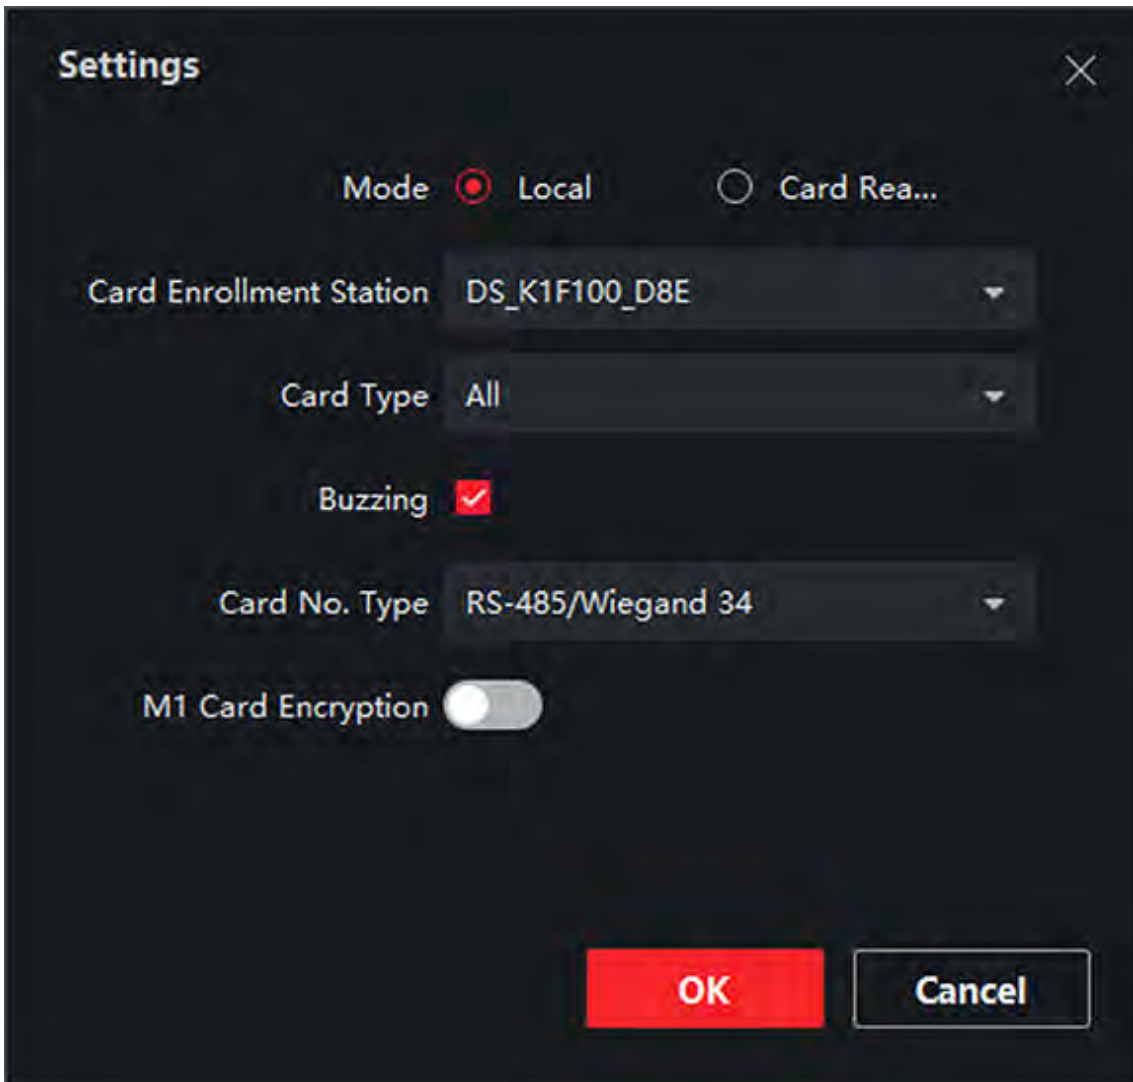 Settings
Mode Local Card Rea...
Card Enrollment Station DS_K1F100_D8E
Card Type All
Buzzing
Card No. Type RS-485/Wiegand 34
M1 Card Encryption
OK Cancel